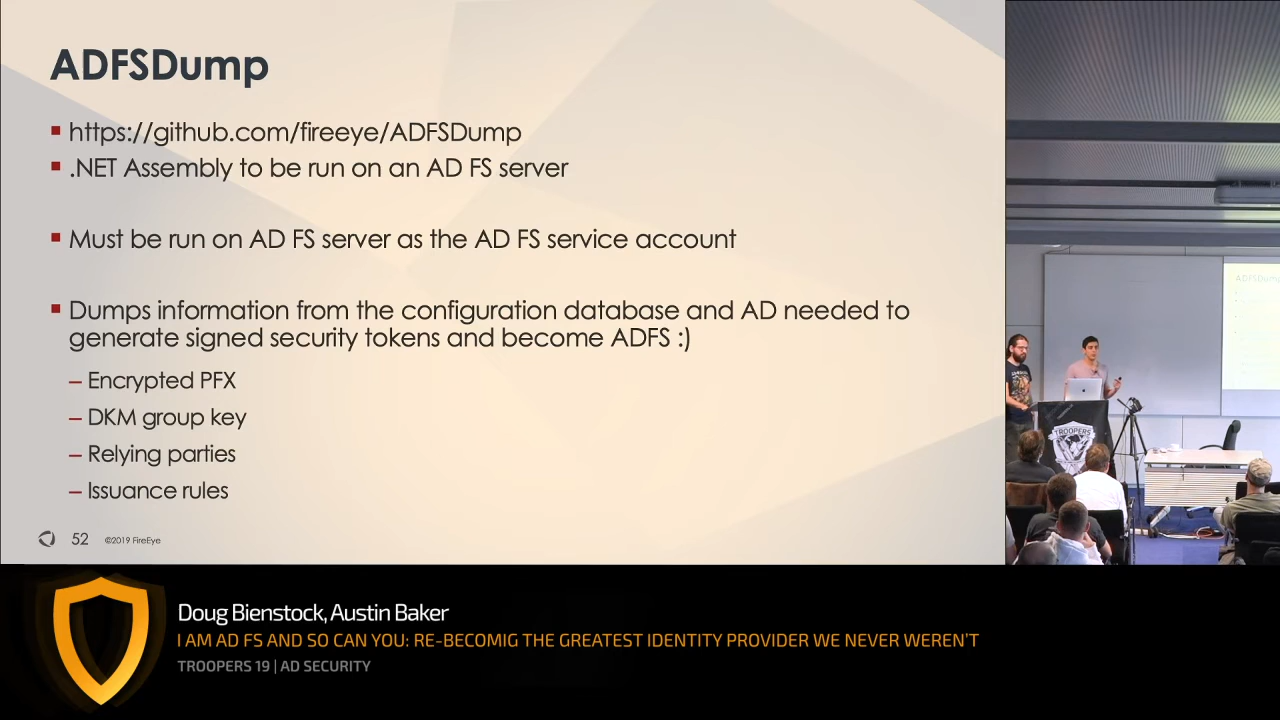 ADFSDump
▪ https://github.com/fireeye/ADFSDump
▪ .NET Assembly to be run on an AD FS server
▪ Must be run on AD FS server as the AD FS service account
▪ Dumps information from the configuration database and AD needed to
generate signed security tokens and become ADFS :)
– Encrypted PFX
– DKM group key
– Relying parties
– Issuance rules
52 ©2019 FireEye
ADFSDump
TROOPERS
Doug Bienstock, Austin Baker
I AM AD FS AND SO CAN YOU: RE-BECOMIG THE GREATEST IDENTITY PROVIDER WE NEVER WEREN'T
TROOPERS 19 | AD SECURITY